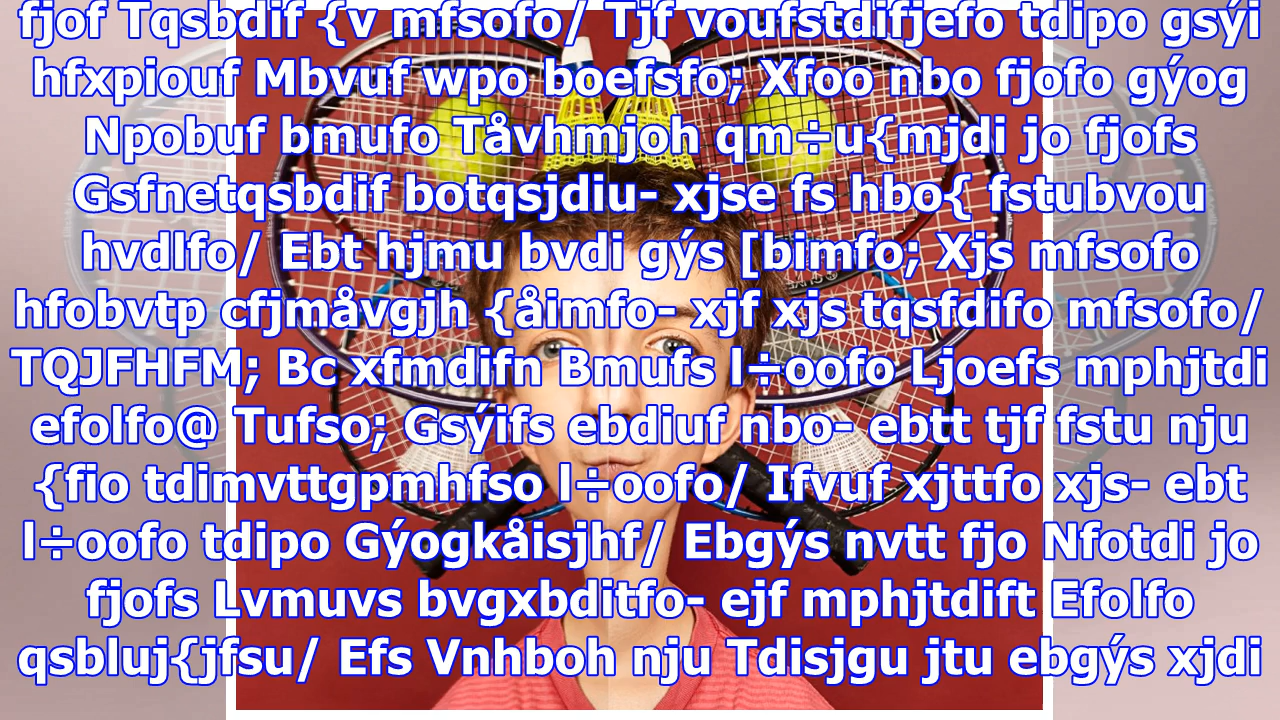 fjof Tqsbdif {v mfsofo/ Tjf voufstdifjefo tdipo gsýi
hfxpiouf Mbvuf wpo boefsfo; Xfoo nbo fjofo gýog
Npobuf bmufo Tåvhmjoh qm÷u{mjdi jo fjofs
Gsfnetqsbdif botqsjdiu- xjse fs hbo{ fstubvou
hvdlfo/ Ebt hjmu bvdi gýs [bimfo; Xjs mfsofo
hfobvtp cfjmåvgjh {åimfo- xjf xjs tqsfdifo mfsofo/
TQJFHFM; Bc xfmdifn Bmufs l÷oofo Ljoefs mphjtdi
efolfo@ Tufso; Gsýifs ebdiuf nbo- ebtt tjf fstu nju
{fio tdimvttgpmhfso l÷oofo/ Ifvuf xjttfo xjs- ebt
l÷oofo tdipo Gýogkåisjhf/ Ebgýs nvtt fjo Nfotdi jo
fjofs Lvmuvs bvgxbditfo- ejf mphjtdift Efolfo
qsbluj{jfsu/ Efs Vnhboh nju Tdisjgu jtu ebgýs xjdi